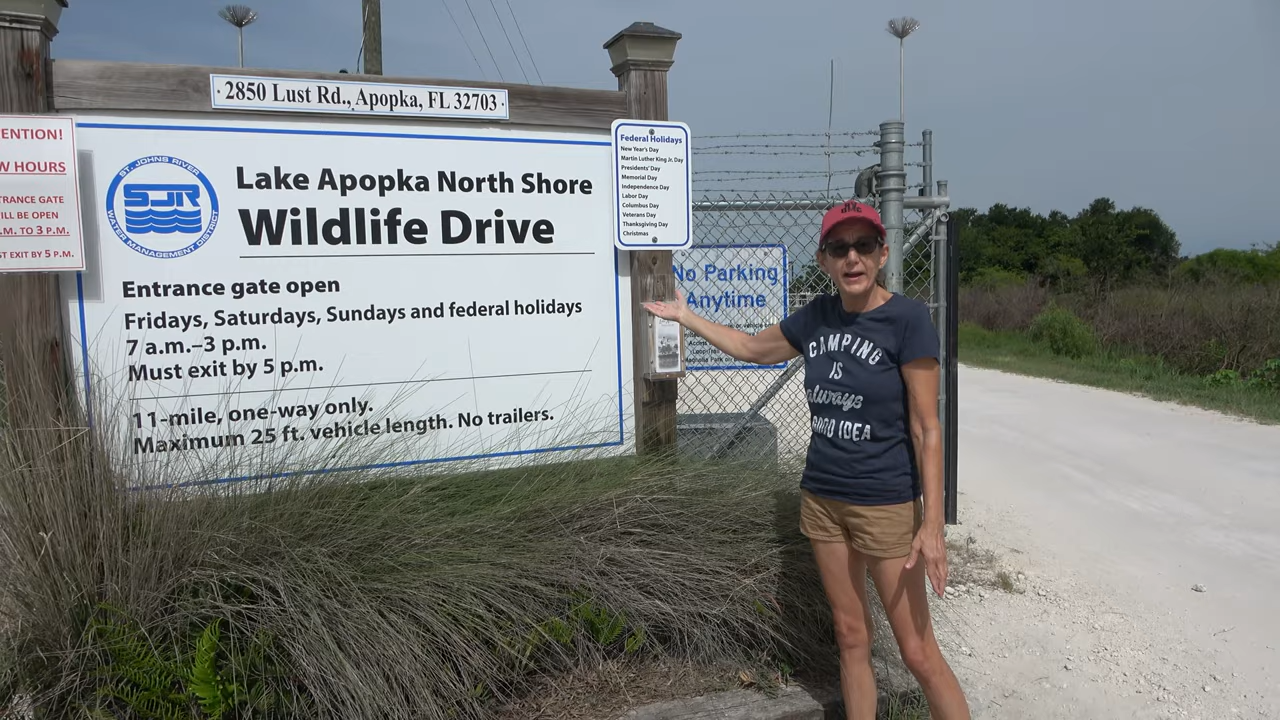 · 2850 Lust Rd., Apopka, FL 32703 ·
ENTION!
W HOURS
TRANCE GATE
ILL BE OPEN
.M. TO 3 P.M.
ST EXIT BY 5 P.M.
ST. JOHNS RIVER
SJR
WATER MANAGEMENT DISTRICT
Lake Apopka North Shore
Wildlife Drive
Entrance gate open
Fridays, Saturdays, Sundays and federal holidays
7 a.m.–3 p.m.
Must exit by 5 p.m.
11-mile, one-way only.
Maximum 25 ft. vehicle length. No trailers.
Federal Holidays
New Year's Day
Martin Luther King Jr. Day
Presidents' Day
Memorial Day
Independence Day
Labor Day
Columbus Day
Veterans Day
Thanksgiving Day
Christmas
No Parking
Anytime
CAMPING
IS
always
A GOOD IDEA